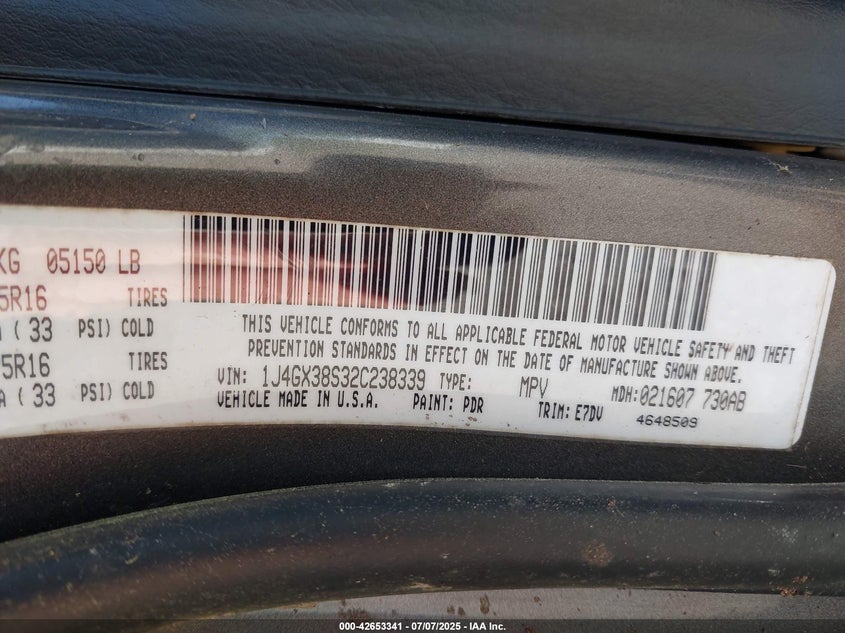 KG 05150 LB
5R16 TIRES
(33 PSI) COLD
5R16 TIRES
A (33 PSI) COLD
THIS VEHICLE CONFORMS TO ALL APPLICABLE FEDERAL MOTOR VEHICLE SAFETY AND THEFT
PREVENTION STANDARDS IN EFFECT ON THE DATE OF MANUFACTURE SHOWN ABOVE.
VIN: 1J4GX38S32C238339 TYPE: MPV MDH:021607 730AB
VEHICLE MADE IN U.S.A. PAINT: PDR TRIM: E7DV 4648509
000-42653341 - 07/07/2025 - IAA Inc.